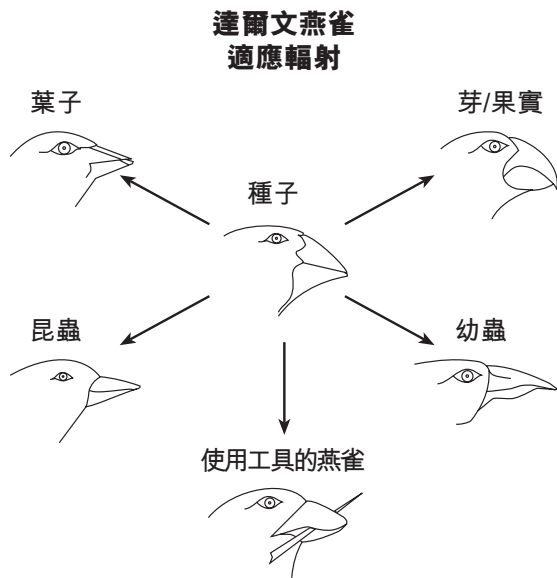 達爾文燕雀
適應輻射
葉子
芽/果實
種子
昆蟲
幼蟲
使用工具的燕雀